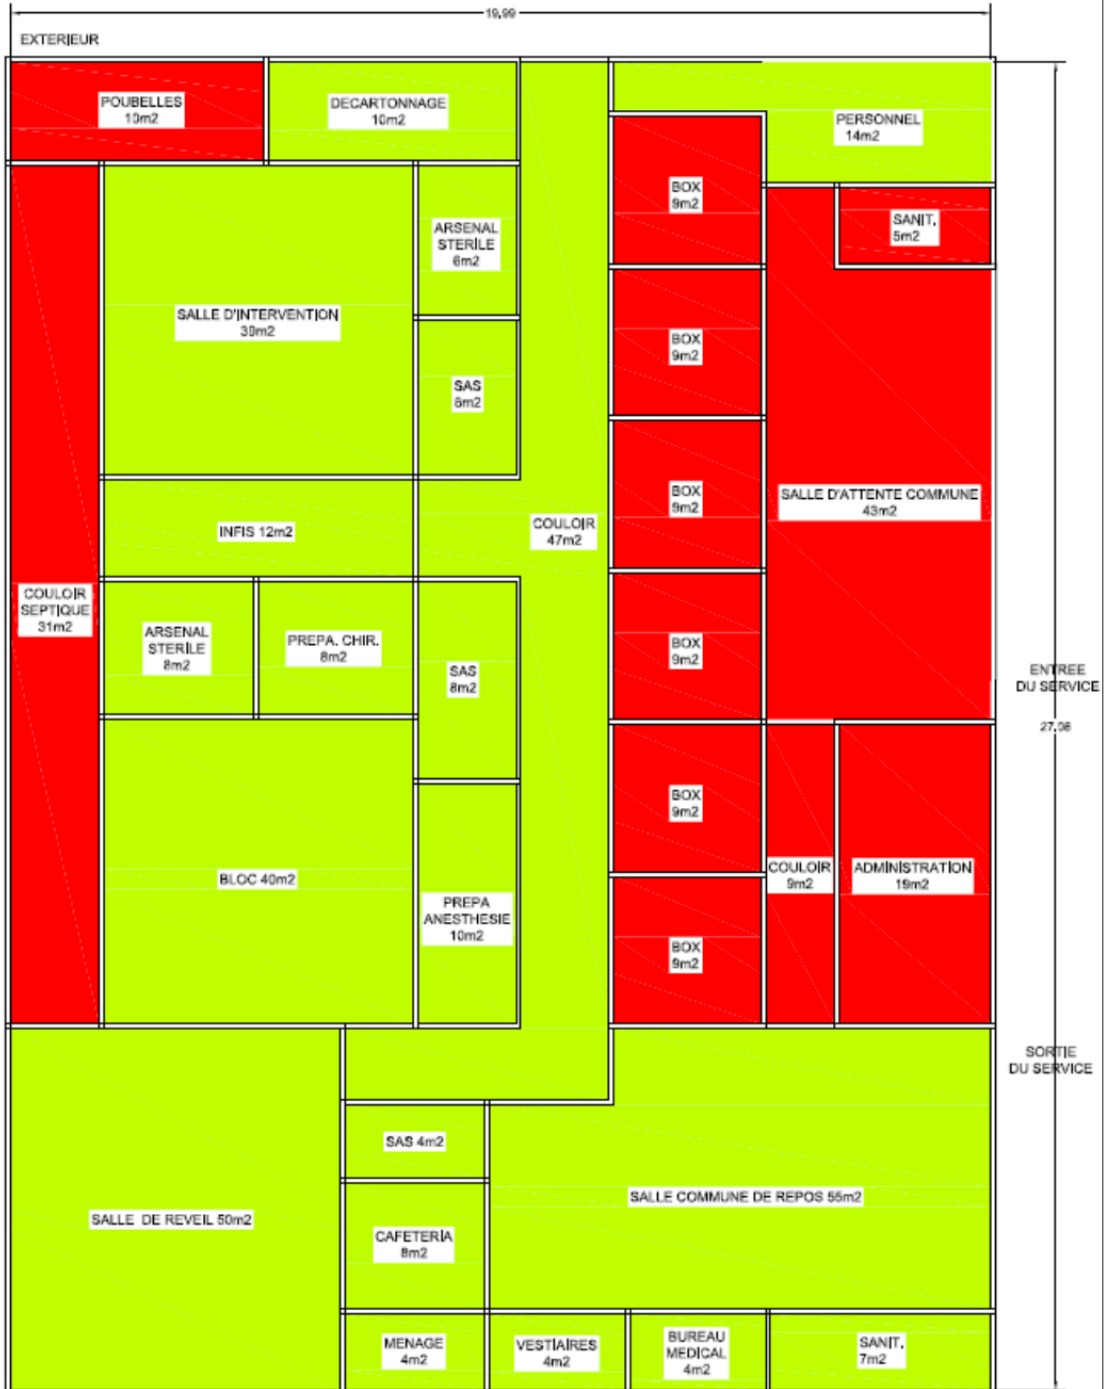 19.99
EXTERIEUR
POUBELLES
10m2
DECARTONNAGE
10m2
PERSONNEL
14m2
BOX
9m2
SANIT.
5m2
ARSENAL
STERILE
6m2
SALLE D'INTERVENTION
39m2
BOX
9m2
SAS
6m2
BOX
9m2
SALLE D'ATTENTE COMMUNE
43m2
INFIS 12m2
COULOIR
47m2
COULOIR
SEPTIQUE
31m2
ARSENAL
STERILE
8m2
PREPA. CHIR.
8m2
SAS
8m2
BOX
9m2
ENTREE
DU SERVICE
27.08
BOX
9m2
BLOC 40m2
COULOIR
9m2
ADMINISTRATION
19m2
PREPA
ANESTHESIE
10m2
BOX
9m2
SORTIE
DU SERVICE
SAS 4m2
SALLE COMMUNE DE REPOS 55m2
SALLE DE REVEIL 50m2
CAFETERIA
8m2
MENAGE
4m2
VESTIAIRES
4m2
BUREAU
MEDICAL
4m2
SANIT.
7m2